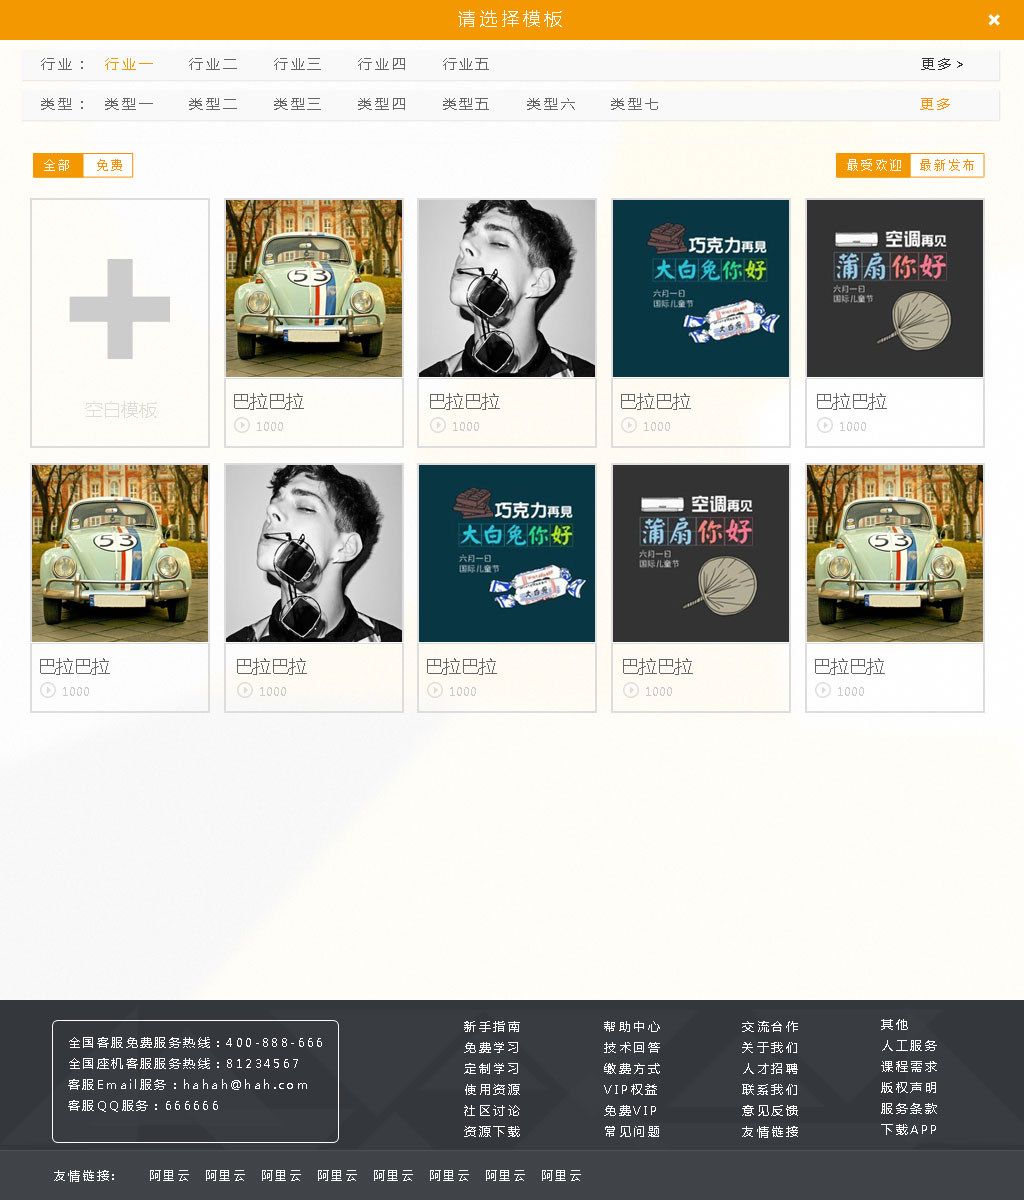 请选择模板
行业： 行业一 行业二 行业三 行业四 行业五 更多 >
类型： 类型一 类型二 类型三 类型四 类型五 类型六 类型七 更多
全部 免费 最受欢迎 最新发布
53
巧克力再見
大白兔你好
六月一日
国际儿童节
大白兔
空调再见
蒲扇你好
六月一日
国际儿童节
空白模板
巴拉巴拉 巴拉巴拉 巴拉巴拉 巴拉巴拉
1000 1000 1000 1000
53
巧克力再見
大白兔你好
六月一日
国际儿童节
大白兔
空调再见
蒲扇你好
六月一日
国际儿童节
53
巴拉巴拉 巴拉巴拉 巴拉巴拉 巴拉巴拉 巴拉巴拉
1000 1000 1000 1000 1000
全国客服免费服务热线：400-888-666
全国座机客服服务热线：81234567
客服Email服务：hahah@hah.com
客服QQ服务：666666
新手指南
免费学习
定制学习
使用资源
社区讨论
资源下载
帮助中心
技术回答
缴费方式
VIP权益
免费VIP
常见问题
交流合作
关于我们
人才招聘
联系我们
意见反馈
友情链接
其他
人工服务
课程需求
版权声明
服务条款
下载APP
友情链接: 阿里云 阿里云 阿里云 阿里云 阿里云 阿里云 阿里云 阿里云